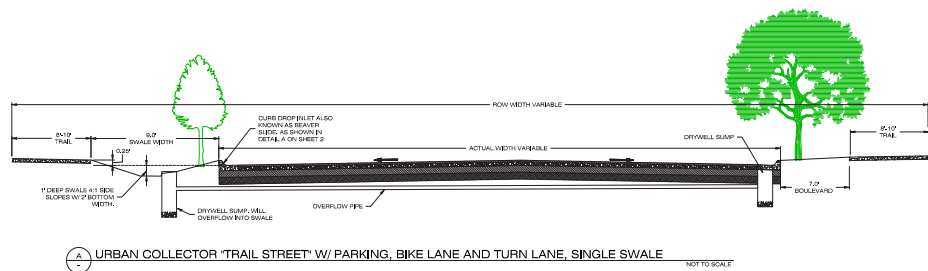 ROW WIDTH VARIABLE
8'-10'
TRAIL
9.0'
SWALE WIDTH
0.25'
CURB DROP INLET ALSO
KNOWN AS BEAVER
SLIDE. AS SHOWN IN
DETAIL A ON SHEET 2
ACTUAL WIDTH VARIABLE
DRYWELL SUMP
8'-10'
TRAIL
1' DEEP SWALE 4:1 SIDE
SLOPES W/ 2' BOTTOM
WIDTH.
DRYWELL SUMP. WILL
OVERFLOW INTO SWALE
OVERFLOW PIPE
7.0'
BOULEVARD
A
-
URBAN COLLECTOR "TRAIL STREET" W/ PARKING, BIKE LANE AND TURN LANE, SINGLE SWALE
NOT TO SCALE